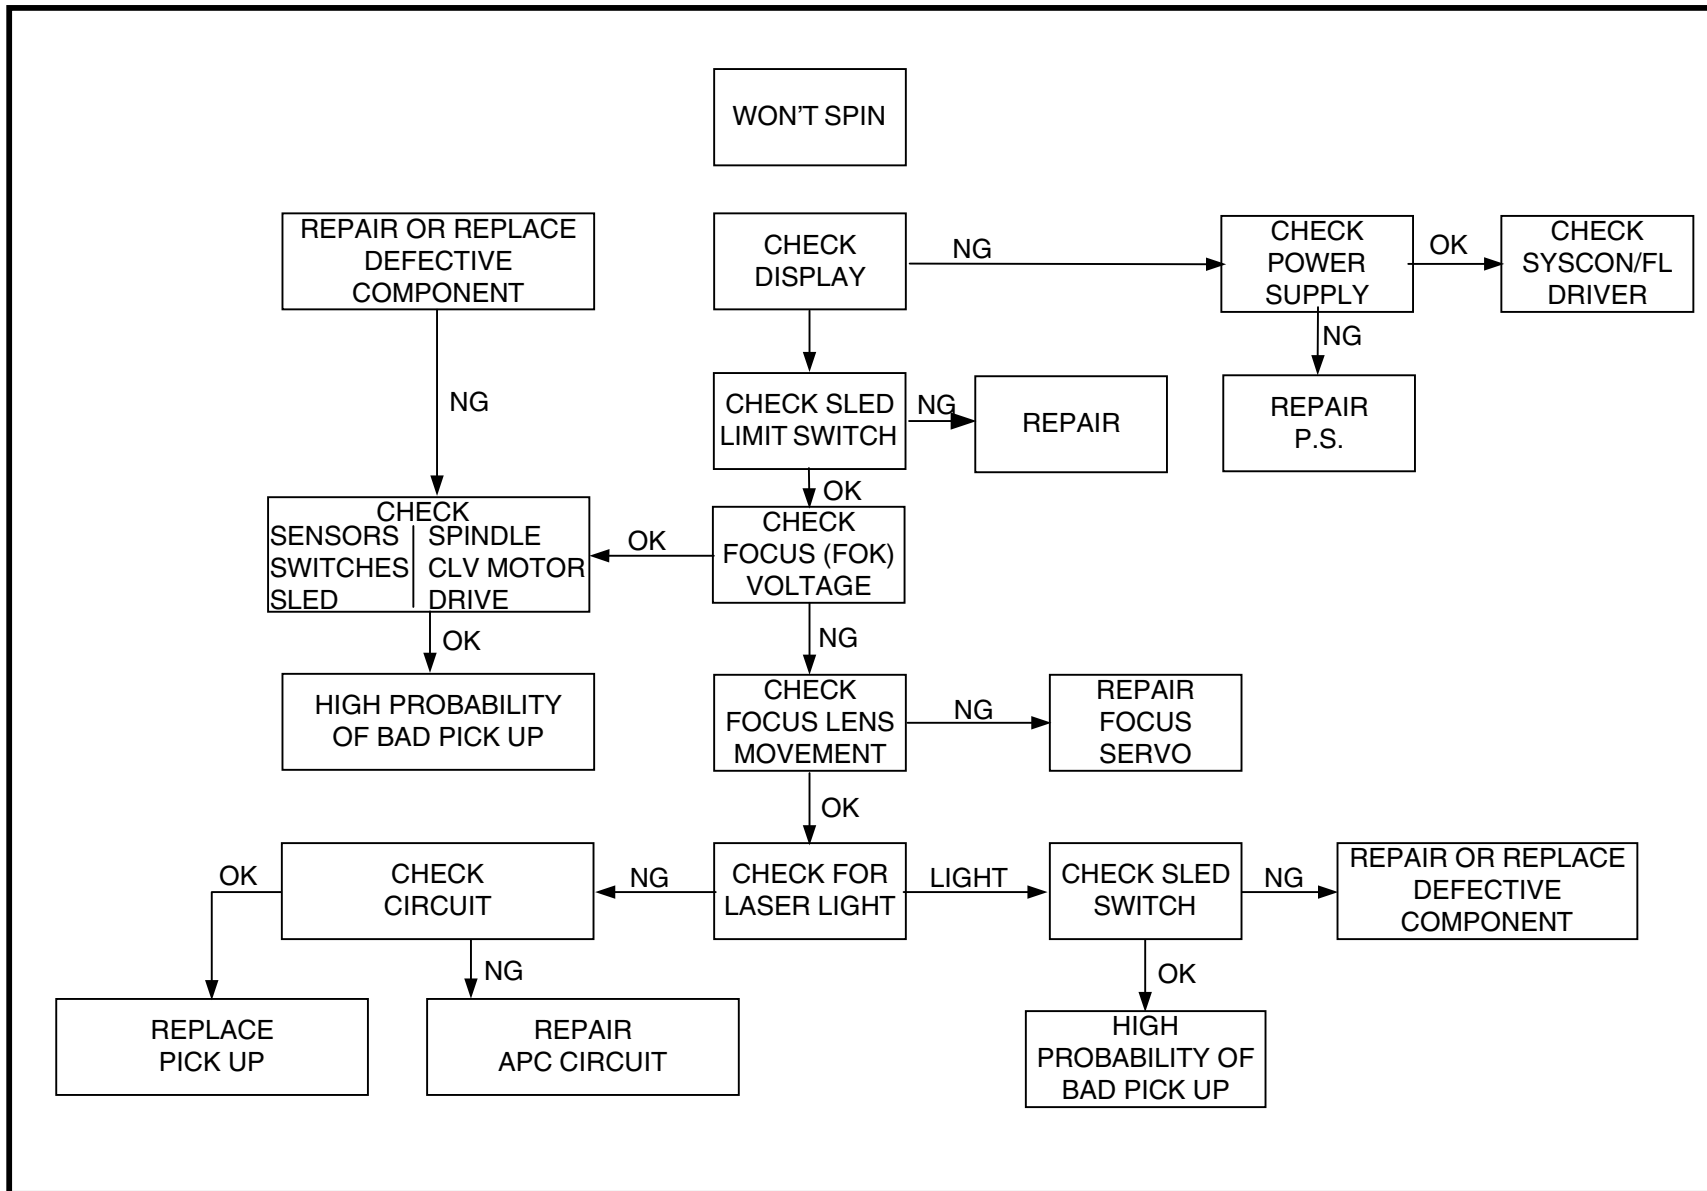 WON'T SPIN
REPAIR OR REPLACE
DEFECTIVE
COMPONENT
CHECK
DISPLAY
NG
CHECK
POWER
SUPPLY
OK
CHECK
SYSCON/FL
DRIVER
NG
NG
CHECK SLED
LIMIT SWITCH
NG
REPAIR
REPAIR
P.S.
OK
CHECK
SENSORS
SWITCHES
SLED
SPINDLE
CLV MOTOR
DRIVE
OK
CHECK
FOCUS (FOK)
VOLTAGE
OK
NG
HIGH PROBABILITY
OF BAD PICK UP
CHECK
FOCUS LENS
MOVEMENT
NG
REPAIR
FOCUS
SERVO
OK
OK
CHECK
CIRCUIT
NG
CHECK FOR
LASER LIGHT
LIGHT
CHECK SLED
SWITCH
NG
REPAIR OR REPLACE
DEFECTIVE
COMPONENT
NG
OK
REPLACE
PICK UP
REPAIR
APC CIRCUIT
HIGH
PROBABILITY OF
BAD PICK UP